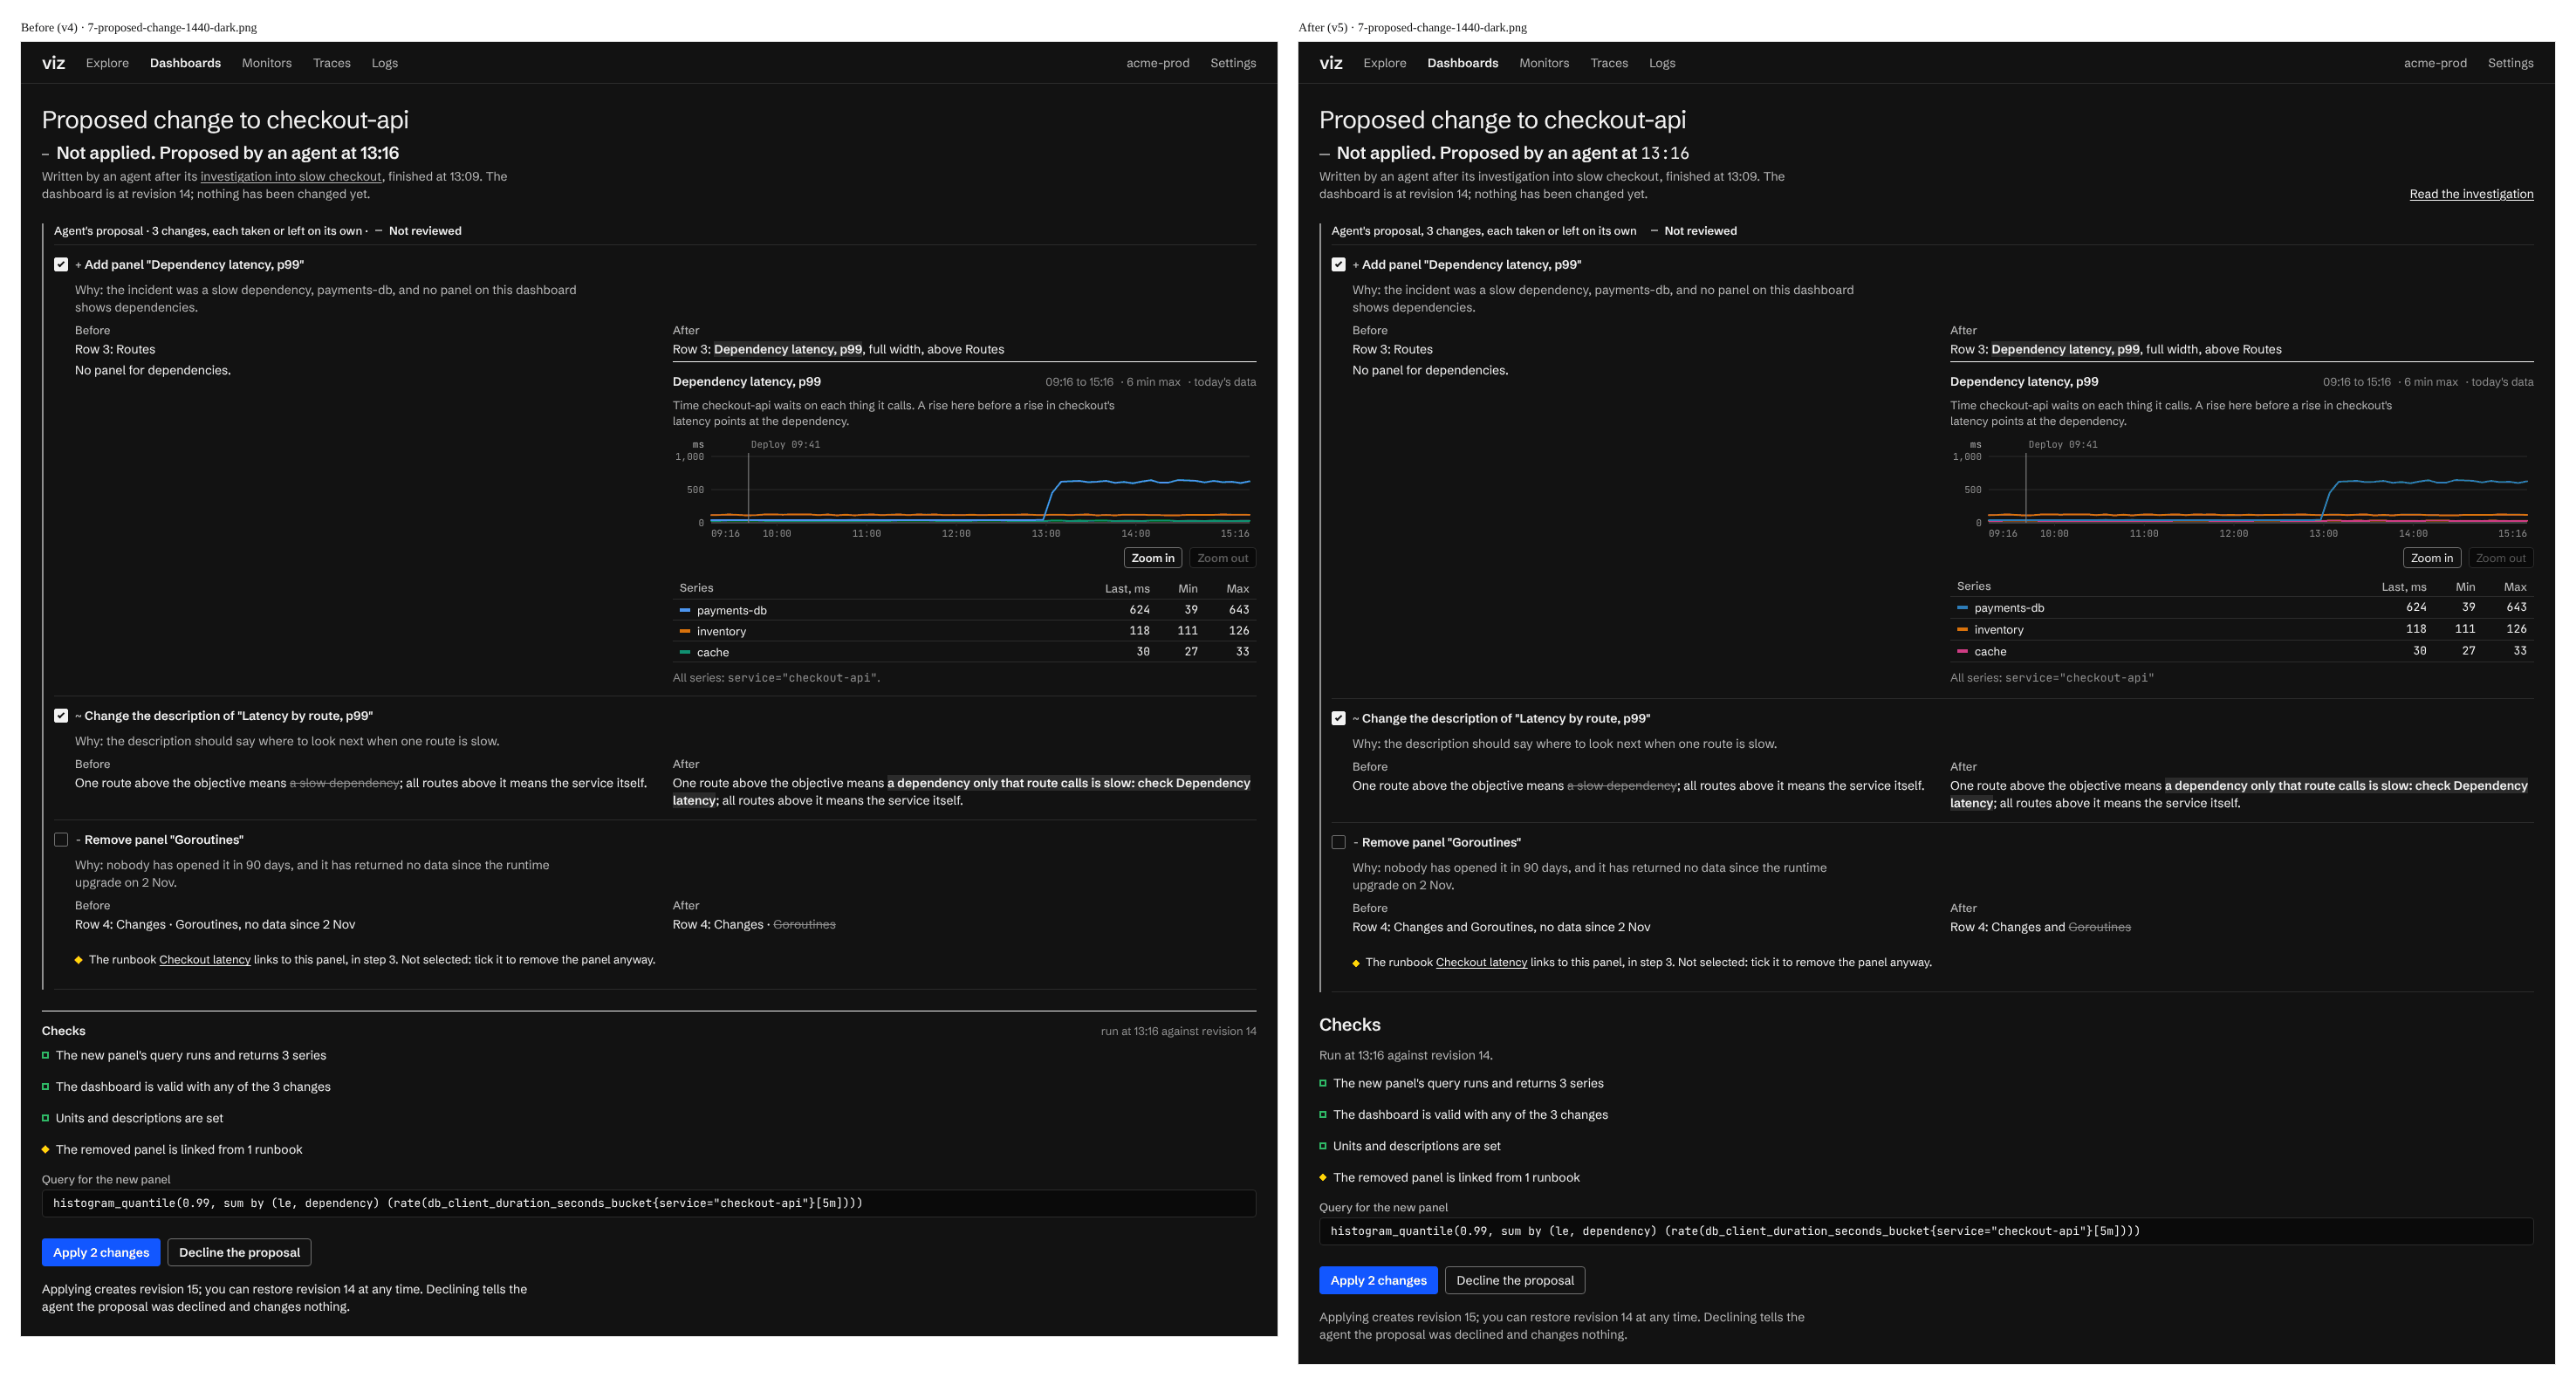 Before (v4) · 7-proposed-change-1440-dark.png
viz Explore Dashboards Monitors Traces Logs acme-prod Settings
Proposed change to checkout-api
– Not applied. Proposed by an agent at 13:16
Written by an agent after its investigation into slow checkout, finished at 13:09. The
dashboard is at revision 14; nothing has been changed yet.
Agent's proposal · 3 changes, each taken or left on its own · – Not reviewed
+ Add panel "Dependency latency, p99"
Why: the incident was a slow dependency, payments-db, and no panel on this dashboard
shows dependencies.
Before
Row 3: Routes
No panel for dependencies.
After
Row 3: Dependency latency, p99, full width, above Routes
Dependency latency, p99 09:16 to 15:16 · 6 min max · today's data
Time checkout-api waits on each thing it calls. A rise here before a rise in checkout's
latency points at the dependency.
ms Deploy 09:41
1,000
500
0
09:16 10:00 11:00 12:00 13:00 14:00 15:16
Zoom in Zoom out
Series Last, ms Min Max
payments-db 624 39 643
inventory 118 111 126
cache 30 27 33
All series: service="checkout-api".
~ Change the description of "Latency by route, p99"
Why: the description should say where to look next when one route is slow.
Before
One route above the objective means a slow dependency; all routes above it means the service itself.
After
One route above the objective means a dependency only that route calls is slow: check Dependency
latency; all routes above it means the service itself.
- Remove panel "Goroutines"
Why: nobody has opened it in 90 days, and it has returned no data since the runtime
upgrade on 2 Nov.
Before
Row 4: Changes · Goroutines, no data since 2 Nov
After
Row 4: Changes · Goroutines
The runbook Checkout latency links to this panel, in step 3. Not selected: tick it to remove the panel anyway.
Checks run at 13:16 against revision 14
The new panel's query runs and returns 3 series
The dashboard is valid with any of the 3 changes
Units and descriptions are set
The removed panel is linked from 1 runbook
Query for the new panel
histogram_quantile(0.99, sum by (le, dependency) (rate(db_client_duration_seconds_bucket{service="checkout-api"}[5m])))
Apply 2 changes Decline the proposal
Applying creates revision 15; you can restore revision 14 at any time. Declining tells the
agent the proposal was declined and changes nothing.
After (v5) · 7-proposed-change-1440-dark.png
viz Explore Dashboards Monitors Traces Logs acme-prod Settings
Proposed change to checkout-api
— Not applied. Proposed by an agent at 13:16
Written by an agent after its investigation into slow checkout, finished at 13:09. The
dashboard is at revision 14; nothing has been changed yet.
Read the investigation
Agent's proposal, 3 changes, each taken or left on its own – Not reviewed
+ Add panel "Dependency latency, p99"
Why: the incident was a slow dependency, payments-db, and no panel on this dashboard
shows dependencies.
Before
Row 3: Routes
No panel for dependencies.
After
Row 3: Dependency latency, p99, full width, above Routes
Dependency latency, p99 09:16 to 15:16 · 6 min max · today's data
Time checkout-api waits on each thing it calls. A rise here before a rise in checkout's
latency points at the dependency.
ms Deploy 09:41
1,000
500
0
09:16 10:00 11:00 12:00 13:00 14:00 15:16
Zoom in Zoom out
Series Last, ms Min Max
payments-db 624 39 643
inventory 118 111 126
cache 30 27 33
All series: service="checkout-api"
~ Change the description of "Latency by route, p99"
Why: the description should say where to look next when one route is slow.
Before
One route above the objective means a slow dependency; all routes above it means the service itself.
After
One route above the objective means a dependency only that route calls is slow: check Dependency
latency; all routes above it means the service itself.
- Remove panel "Goroutines"
Why: nobody has opened it in 90 days, and it has returned no data since the runtime
upgrade on 2 Nov.
Before
Row 4: Changes and Goroutines, no data since 2 Nov
After
Row 4: Changes and Goroutines
The runbook Checkout latency links to this panel, in step 3. Not selected: tick it to remove the panel anyway.
Checks
Run at 13:16 against revision 14.
The new panel's query runs and returns 3 series
The dashboard is valid with any of the 3 changes
Units and descriptions are set
The removed panel is linked from 1 runbook
Query for the new panel
histogram_quantile(0.99, sum by (le, dependency) (rate(db_client_duration_seconds_bucket{service="checkout-api"}[5m])))
Apply 2 changes Decline the proposal
Applying creates revision 15; you can restore revision 14 at any time. Declining tells the
agent the proposal was declined and changes nothing.